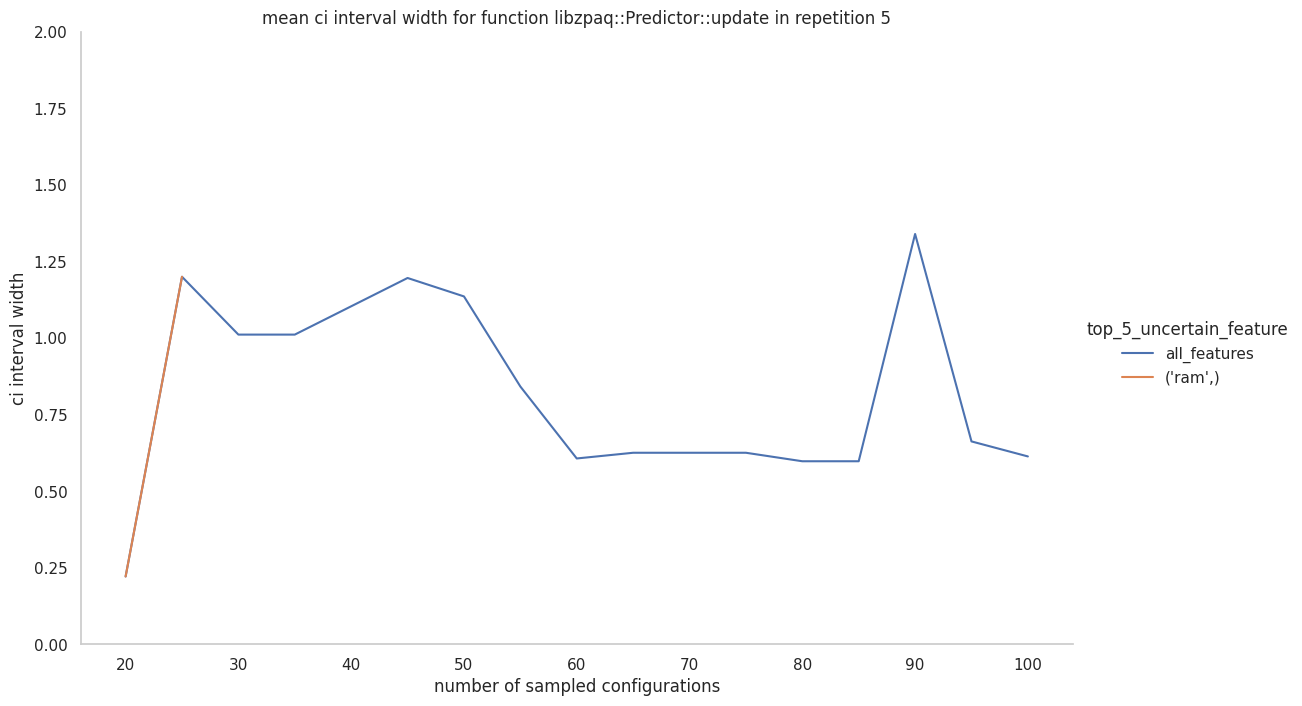 mean ci interval width for function libzpaq::Predictor::update in repetition 5
2.00
1.75
1.50
1.25
1.00
0.75
0.50
0.25
0.00
ci interval width
20 30 40 50 60 70 80 90 100
number of sampled configurations
top_5_uncertain_feature
all_features
('ram',)